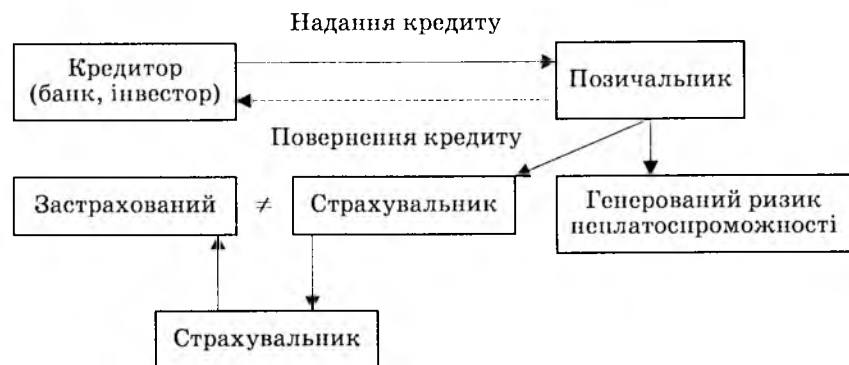 Надання кредиту
Кредитор
(банк, інвестор)
Позичальник
Повернення кредиту
Застрахований ≠ Страхувальник
Генерований ризик
неплатоспроможності
Страхувальник